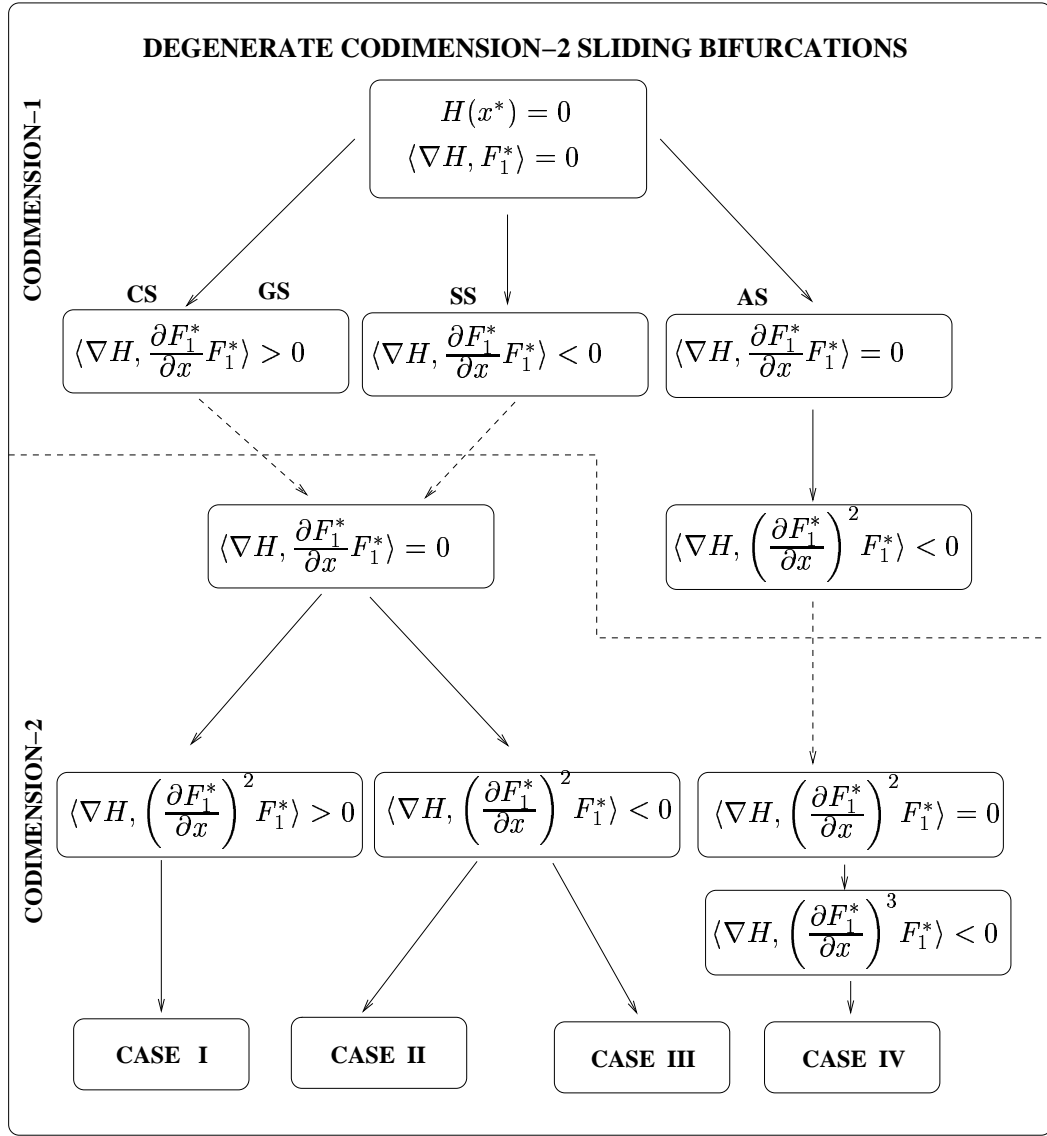 DEGENERATE CODIMENSION–2 SLIDING BIFURCATIONS
CODIMENSION–1
H(x*) = 0
⟨∇H, F₁*⟩ = 0
CS GS SS AS
⟨∇H, ∂F₁*/∂x F₁*⟩ > 0
⟨∇H, ∂F₁*/∂x F₁*⟩ < 0
⟨∇H, ∂F₁*/∂x F₁*⟩ = 0
⟨∇H, ∂F₁*/∂x F₁*⟩ = 0
⟨∇H, (∂F₁*/∂x)² F₁*⟩ < 0
CODIMENSION–2
⟨∇H, (∂F₁*/∂x)² F₁*⟩ > 0
⟨∇H, (∂F₁*/∂x)² F₁*⟩ < 0
⟨∇H, (∂F₁*/∂x)² F₁*⟩ = 0
⟨∇H, (∂F₁*/∂x)³ F₁*⟩ < 0
CASE I
CASE II
CASE III
CASE IV